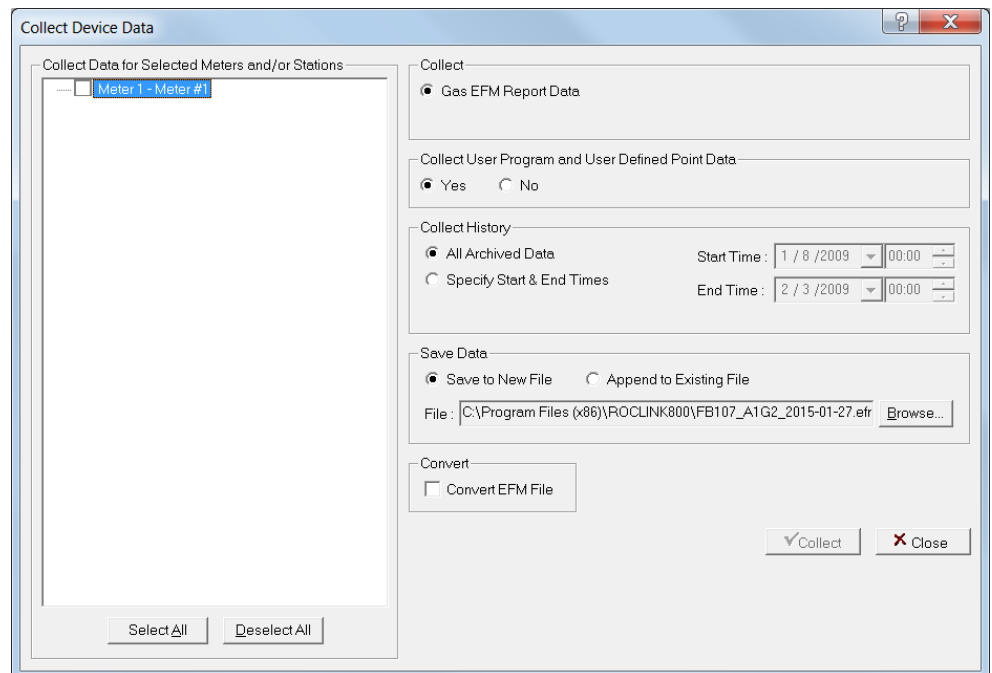 Collect Device Data
Collect Data for Selected Meters and/or Stations
Meter 1 - Meter #1
Select All
Deselect All
Collect
Gas EFM Report Data
Collect User Program and User Defined Point Data
Yes
No
Collect History
All Archived Data
Specify Start & End Times
Start Time :
1 / 8 /2009
00:00
End Time :
2 / 3 /2009
00:00
Save Data
Save to New File
Append to Existing File
File :
C:\Program Files (x86)\ROCLINK800\FB107_A1G2_2015-01-27.efr
Browse...
Convert
Convert EFM File
Collect
Close